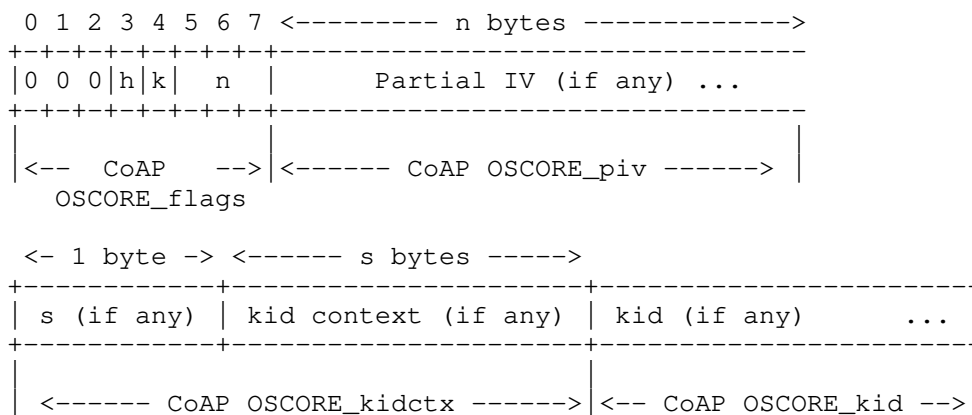 0 1 2 3 4 5 6 7 <--------- n bytes ------------->
+-+-+-+-+-+-+-+-+---------------------------------
|0 0 0|h|k|  n  |      Partial IV (if any) ...
+-+-+-+-+-+-+-+-+---------------------------------
|               |                                |
|<--  CoAP   -->|<------ CoAP OSCORE_piv ------> |
   OSCORE_flags

 <- 1 byte -> <------ s bytes ----->
+------------+----------------------+-----------------------+
| s (if any) | kid context (if any) | kid (if any)      ...
+------------+----------------------+-----------------------+
|                                   |
| <------ CoAP OSCORE_kidctx ------>|<-- CoAP OSCORE_kid -->